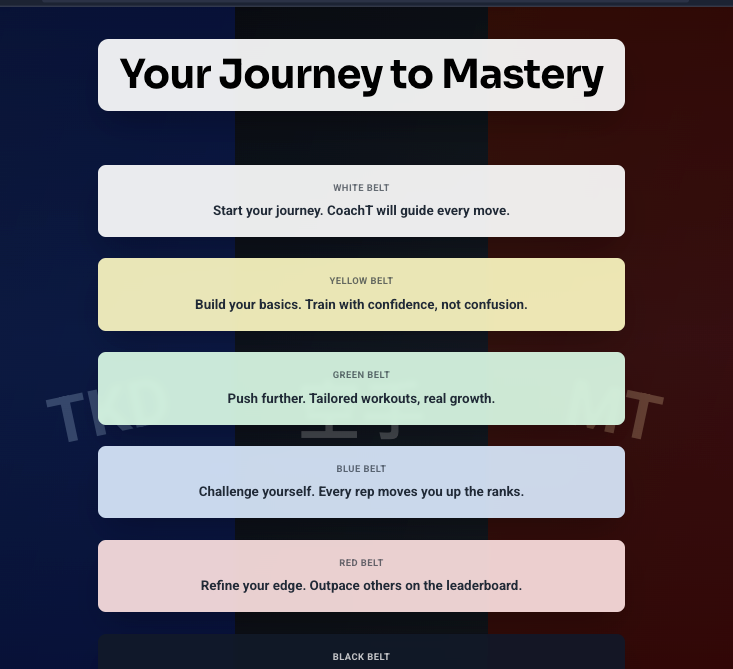 Your Journey to Mastery
WHITE BELT
Start your journey. CoachT will guide every move.
YELLOW BELT
Build your basics. Train with confidence, not confusion.
GREEN BELT
TKD
MT
Push further. Tailored workouts, real growth.
BLUE BELT
Challenge yourself. Every rep moves you up the ranks.
RED BELT
Refine your edge. Outpace others on the leaderboard.
BLACK BELT